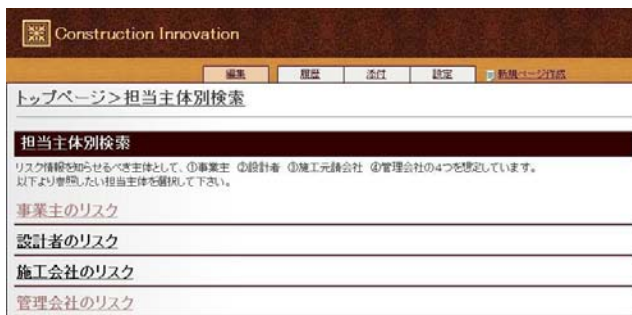 Construction Innovation
編集 履歴 添付 設定 新規ページ作成
トップページ>担当主体別検索
担当主体別検索
リスク情報を知らせるべき主体として、①事業主 ②設計者 ③施工元請会社 ④管理会社の4つを想定しています。
以下より参照したい担当主体を選択して下さい。
事業主のリスク
設計者のリスク
施工会社のリスク
管理会社のリスク